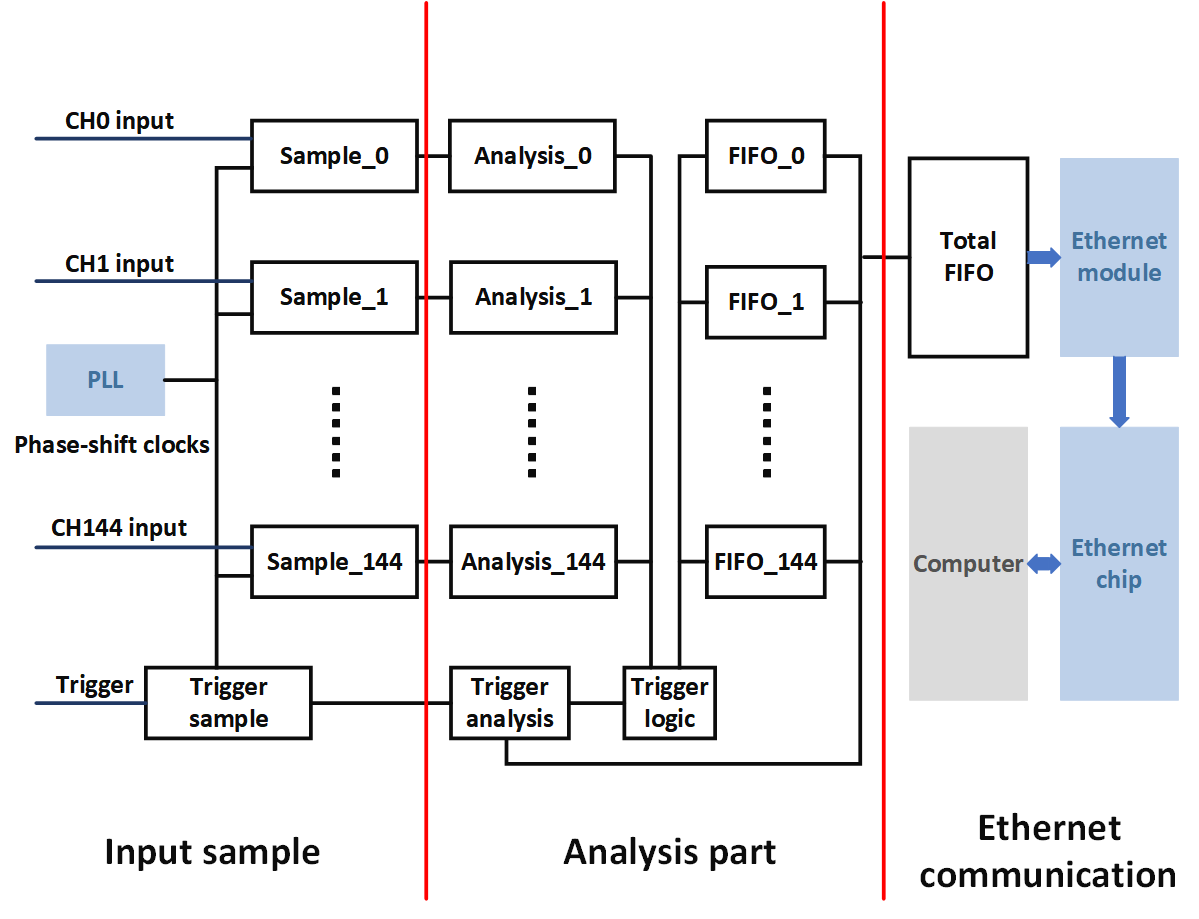 CH0 input
Sample_0
Analysis_0
FIFO_0
Total
FIFO
Ethernet
module
CH1 input
Sample_1
Analysis_1
FIFO_1
PLL
Phase-shift clocks
CH144 input
Sample_144
Analysis_144
FIFO_144
Computer
Ethernet
chip
Trigger
Trigger
sample
Trigger
analysis
Trigger
logic
Input sample
Analysis part
Ethernet
communication